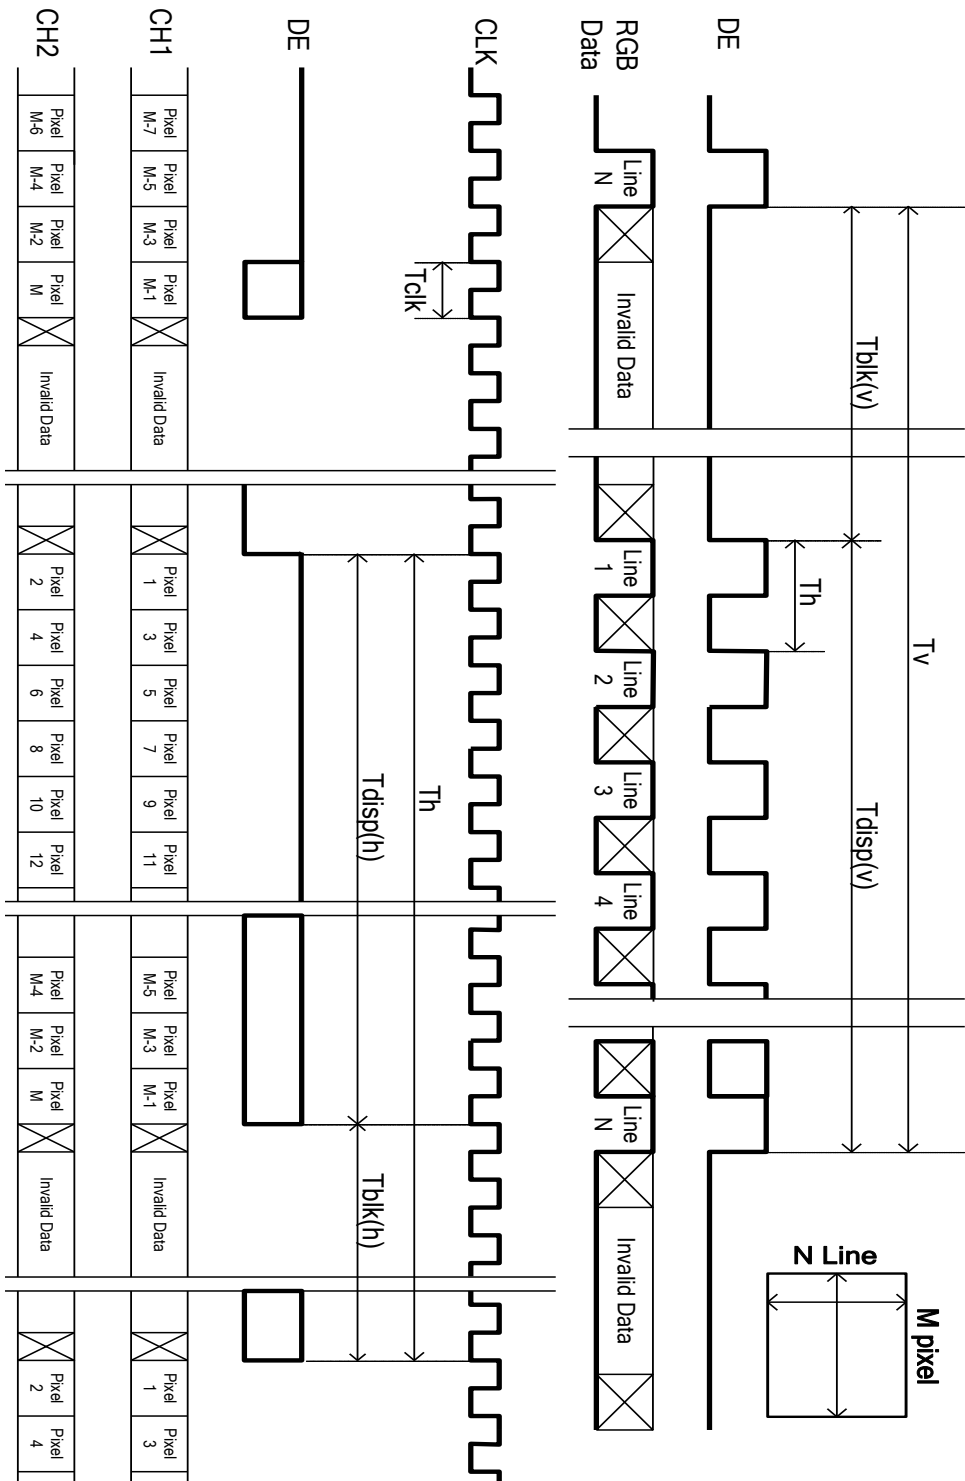 Tv
Tblk(v)
Tdisp(v)
Th
DE
RGB
Data
Line
N
Invalid Data
Line
1
Line
2
Line
3
Line
4
Line
N
Invalid Data
N Line
M pixel
Tclk
CLK
Th
Tdisp(h)
Tblk(h)
DE
CH1
Pixel
M-7
Pixel
M-5
Pixel
M-3
Pixel
M-1
Invalid Data
Pixel
1
Pixel
3
Pixel
5
Pixel
7
Pixel
9
Pixel
11
Pixel
M-5
Pixel
M-3
Pixel
M-1
Invalid Data
Pixel
1
Pixel
3
CH2
Pixel
M-6
Pixel
M-4
Pixel
M-2
Pixel
M
Invalid Data
Pixel
2
Pixel
4
Pixel
6
Pixel
8
Pixel
10
Pixel
12
Pixel
M-4
Pixel
M-2
Pixel
M
Invalid Data
Pixel
2
Pixel
4